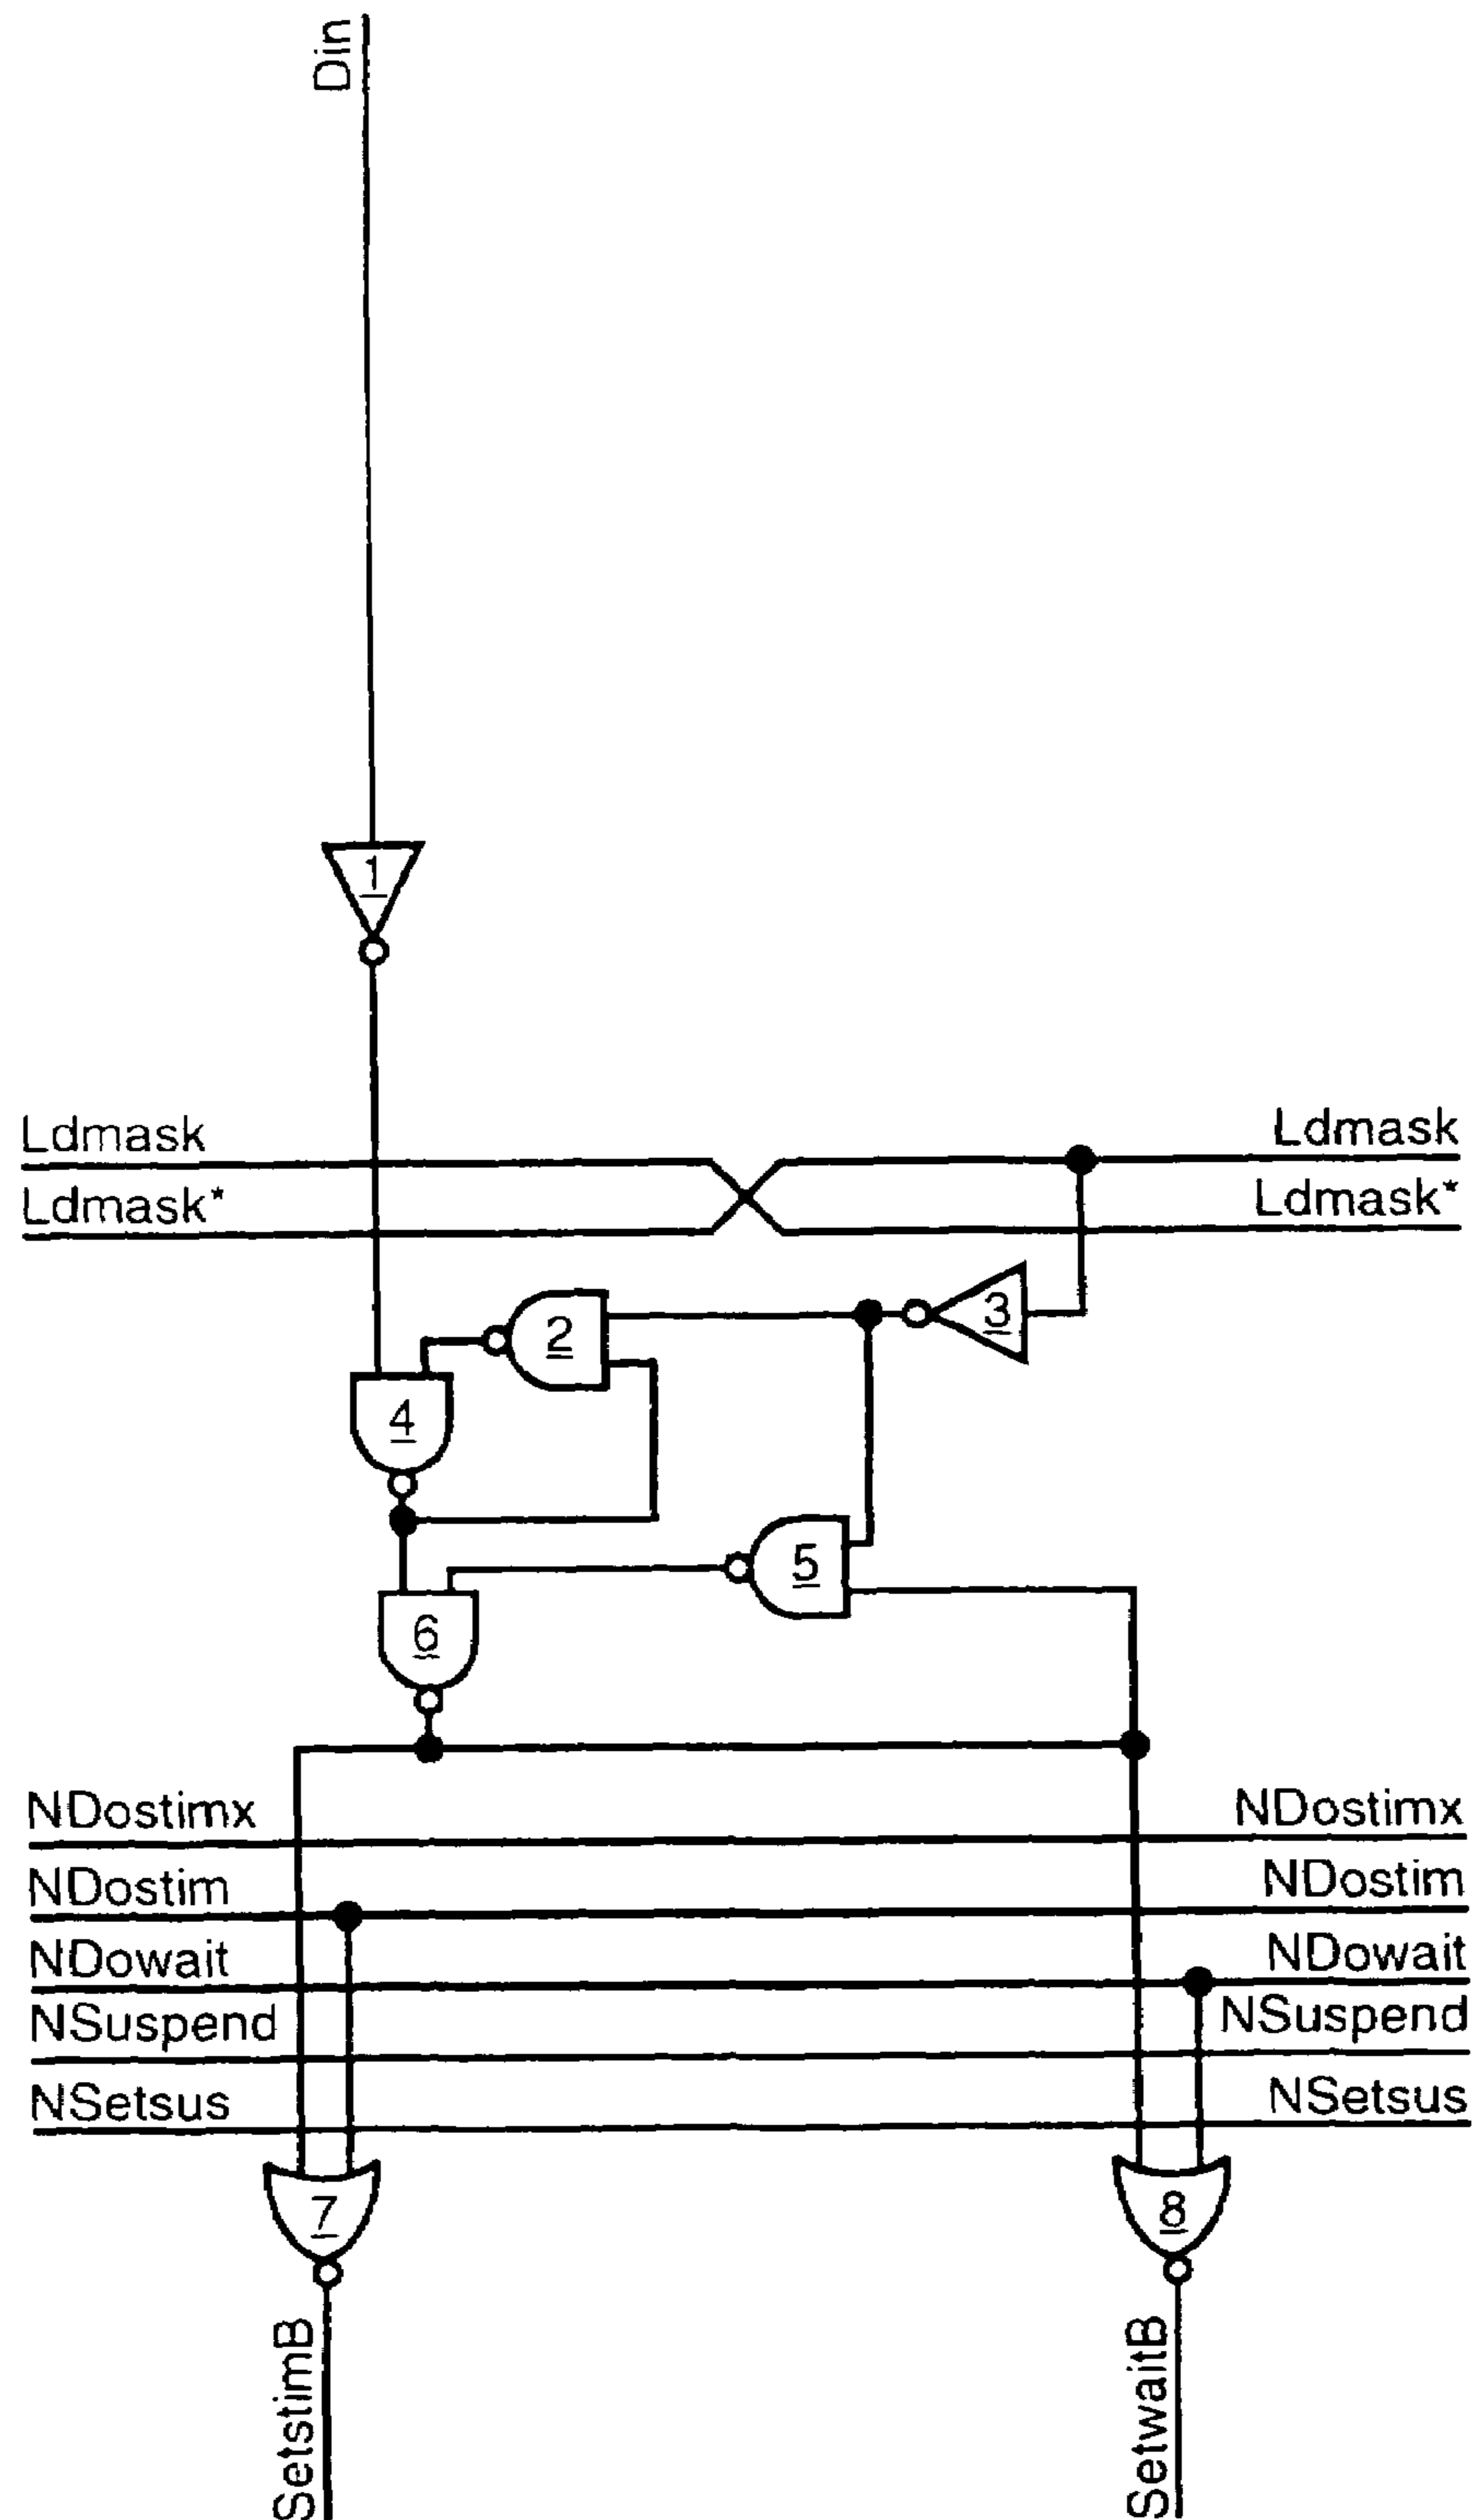 Din
1
Ldmask Ldmask
Ldmask* Ldmask*
3
2
4
5
6
NDostimx NDostimx
NDostim NDostim
NDowait NDowait
NSuspend NSuspend
NSetsus NSetsus
7 8
SetstimB SetwaitB